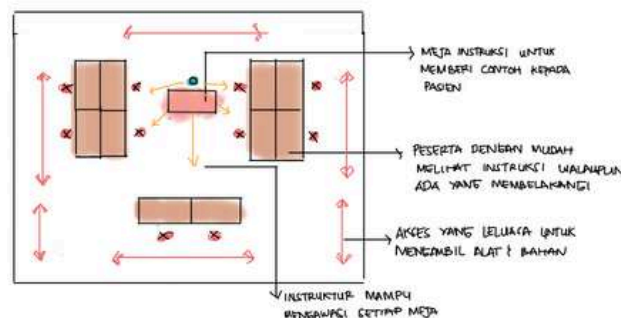 MEJA INSTRUKSI UNTUK
MEMBERI CONTOH KEPADA
PASIEN
PESERTA DENGAN MUDAH
MELIHAT INSTRUKSI WALAUPUN
ADA YANG MEMBELAKANGI
AKSES YANG LELUASA UNTUK
MENGAMBIL ALAT & BAHAN
INSTRUKTUR MAMPU
MENGAWASI SETIAP MEJA